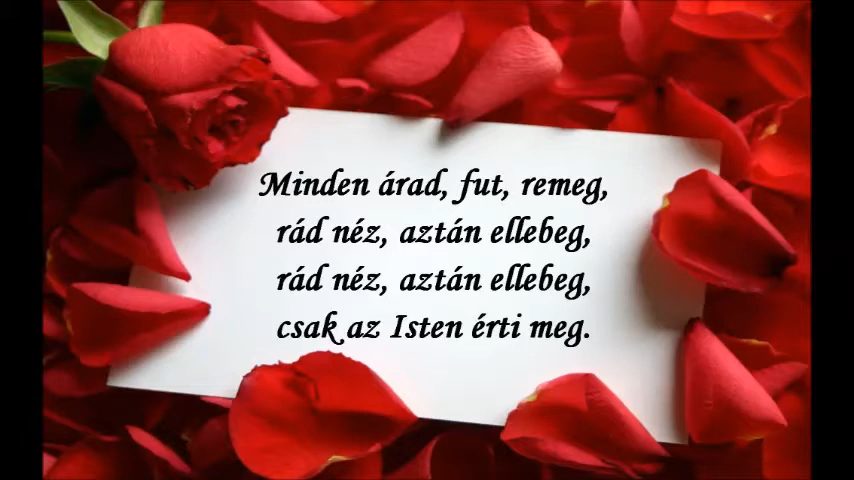 Minden árad, fut, remeg,
rád néz, aztán ellebeg,
rád néz, aztán ellebeg,
csak az Isten érti meg.